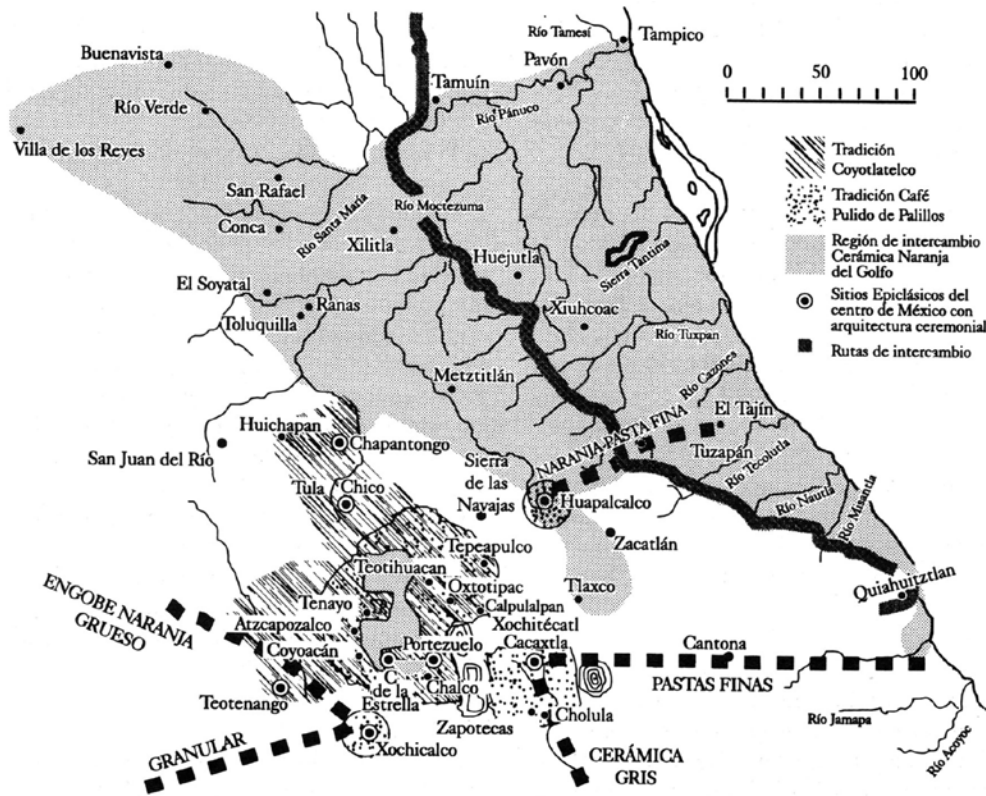 Río Tamesí
Tampico
Buenavista
Pavón
Tamuín
0 50 100
Río Verde
Río Pánuco
Villa de los Reyes
Tradición
Coyotlatelco
San Rafael
Río Moctezuma
Tradición Café
Pulido de Palillos
Río Santa María
Conca
Xilitla
Huejutla
Región de intercambio
Cerámica Naranja
del Golfo
Sierra Tantima
El Soyatal
Ranas
Xiuhcoac
Sitios Epiclásicos del
centro de México con
arquitectura ceremonial
Toluquilla
Río Tuxpan
Rutas de intercambio
Metztitlán
Río Cazones
El Tajín
Huichapan
Chapantongo
NARANJA PASTA FINA
Tuzapán
San Juan del Río
Sierra
de las
Navajas
Río Tecolutla
Tula Chico
Huapalcalco
Río Nautla
Río Misantla
Zacatlán
Tepeapulco
Teotihuacan
Quiahuitztlan
ENGOBE NARANJA
GRUESO
Tenayo
Oxtotipac
Tlaxco
Calpulalpan
Atzcapozalco
Xochitécatl
Coyoacán
Portezuelo
Cacaxtla
Cantona
Teotenango
C
de la
Estrella
Chalco
PASTAS FINAS
Zapotecas
Cholula
Río Jamapa
GRANULAR
Xochicalco
CERÁMICA
GRIS
Río Acoyoc